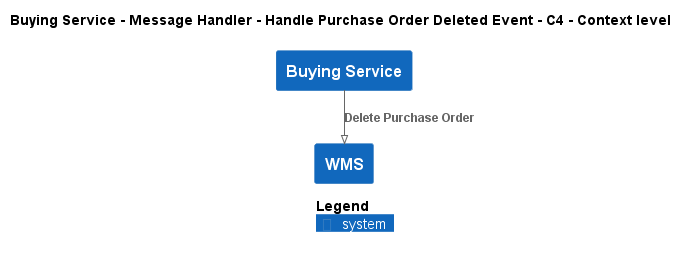 Buying Service - Message Handler - Handle Purchase Order Deleted Event - C4 - Context level
Buying Service
Delete Purchase Order
WMS
Legend
system